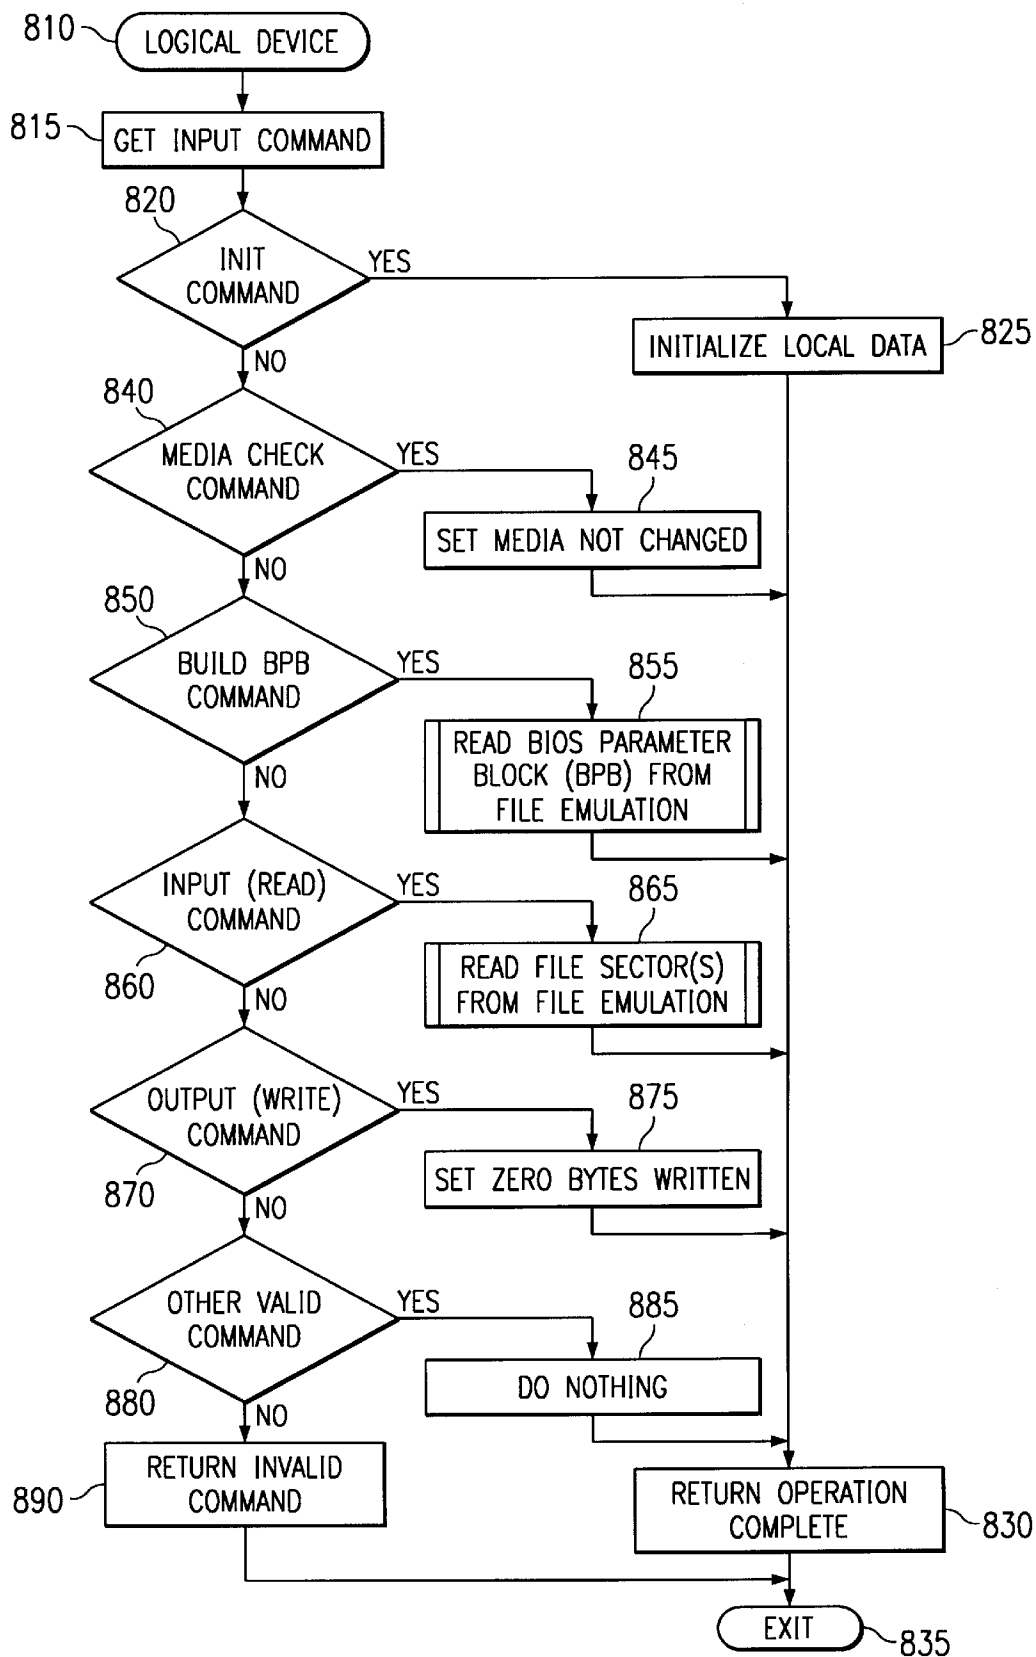 810
LOGICAL DEVICE
815
GET INPUT COMMAND
820
INIT
COMMAND
YES
NO
INITIALIZE LOCAL DATA
825
840
MEDIA CHECK
COMMAND
YES
NO
845
SET MEDIA NOT CHANGED
850
BUILD BPB
COMMAND
YES
NO
855
READ BIOS PARAMETER
BLOCK (BPB) FROM
FILE EMULATION
INPUT (READ)
COMMAND
YES
860
NO
865
READ FILE SECTOR(S)
FROM FILE EMULATION
OUTPUT (WRITE)
COMMAND
YES
870
NO
875
SET ZERO BYTES WRITTEN
OTHER VALID
COMMAND
YES
880
NO
885
DO NOTHING
RETURN INVALID
COMMAND
890
RETURN OPERATION
COMPLETE
830
EXIT
835